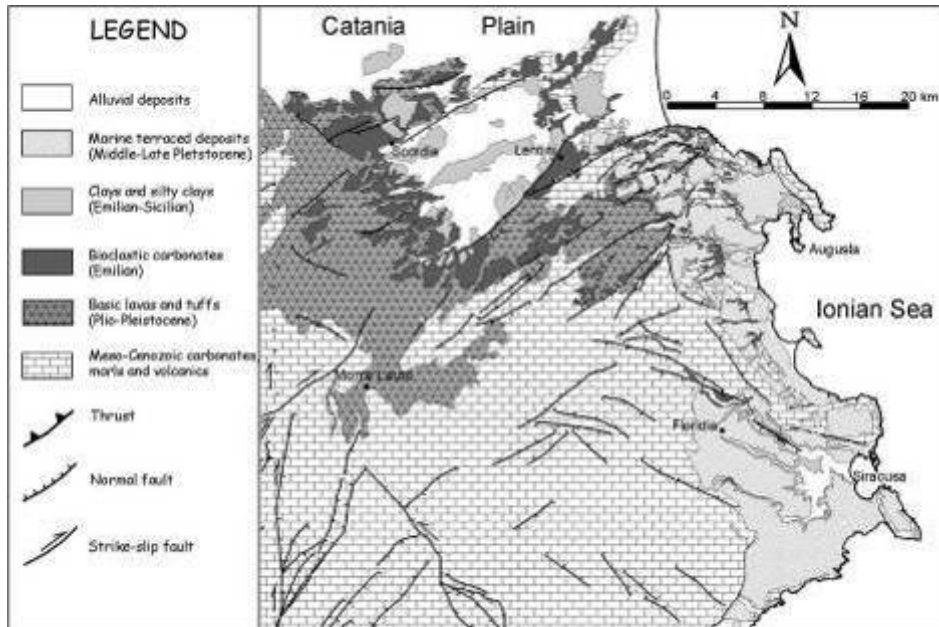 LEGEND
Alluvial deposits
Marine terraced deposits
(Middle-Late Pleistocene)
Clays and silty clays
(Emilian-Sicilian)
Bioclastic carbonates
(Emilian)
Basic lavas and tuffs
(Plio-Pleistocene)
Meso-Cenozoic carbonates,
marls and volcanics
Thrust
Normal fault
Strike-slip fault
Catania Plain
N
0 4 8 12 16 20 km
Scordia
Lentini
Augusta
Ionian Sea
Monte Lauro
Floridia
Siracusa